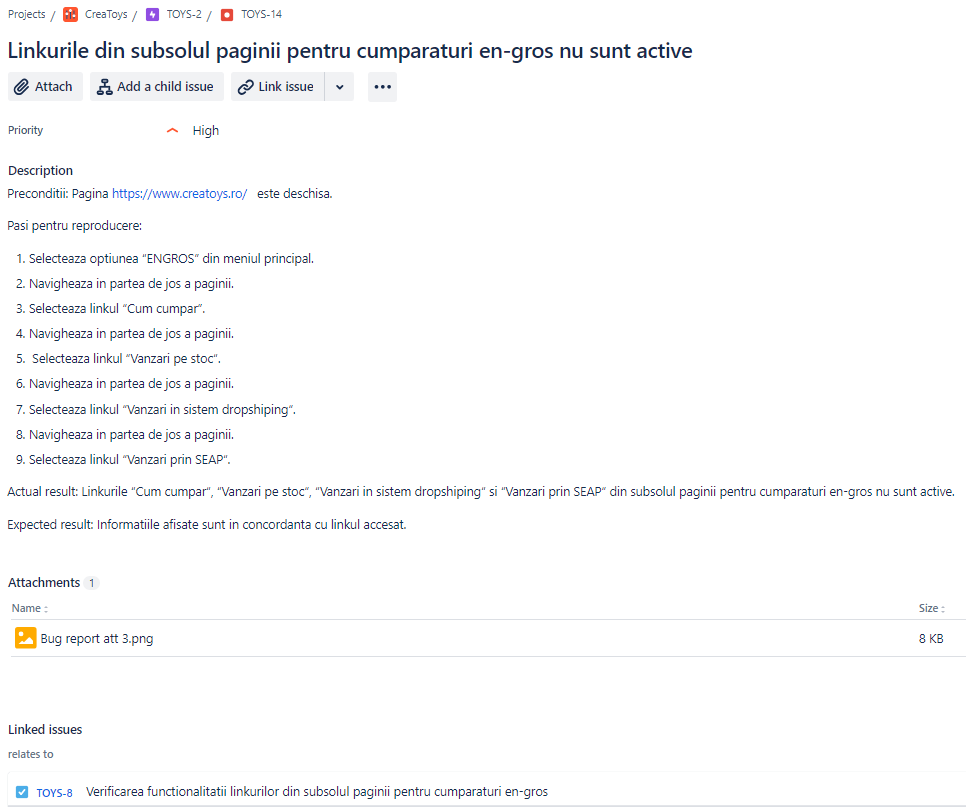 Projects / CreaToys / TOYS-2 / TOYS-14
Linkurile din subsolul paginii pentru cumparaturi en-gros nu sunt active
Attach Add a child issue Link issue
Priority High
Description
Preconditii: Pagina https://www.creatoys.ro/ este deschisa.
Pasi pentru reproducere:
1. Selecteaza optiunea “ENGROS” din meniul principal.
2. Navigheaza in partea de jos a paginii.
3. Selecteaza linkul “Cum cumpar”.
4. Navigheaza in partea de jos a paginii.
5. Selecteaza linkul “Vanzari pe stoc”.
6. Navigheaza in partea de jos a paginii.
7. Selecteaza linkul “Vanzari in sistem dropshiping”.
8. Navigheaza in partea de jos a paginii.
9. Selecteaza linkul “Vanzari prin SEAP”.
Actual result: Linkurile “Cum cumpar”, “Vanzari pe stoc”, “Vanzari in sistem dropshiping” si “Vanzari prin SEAP” din subsolul paginii pentru cumparaturi en-gros nu sunt active.
Expected result: Informatiile afisate sunt in concordanta cu linkul accesat.
Attachments 1
Name Size
Bug report att 3.png 8 KB
Linked issues
relates to
TOYS-8 Verificarea functionalitatii linkurilor din subsolul paginii pentru cumparaturi en-gros